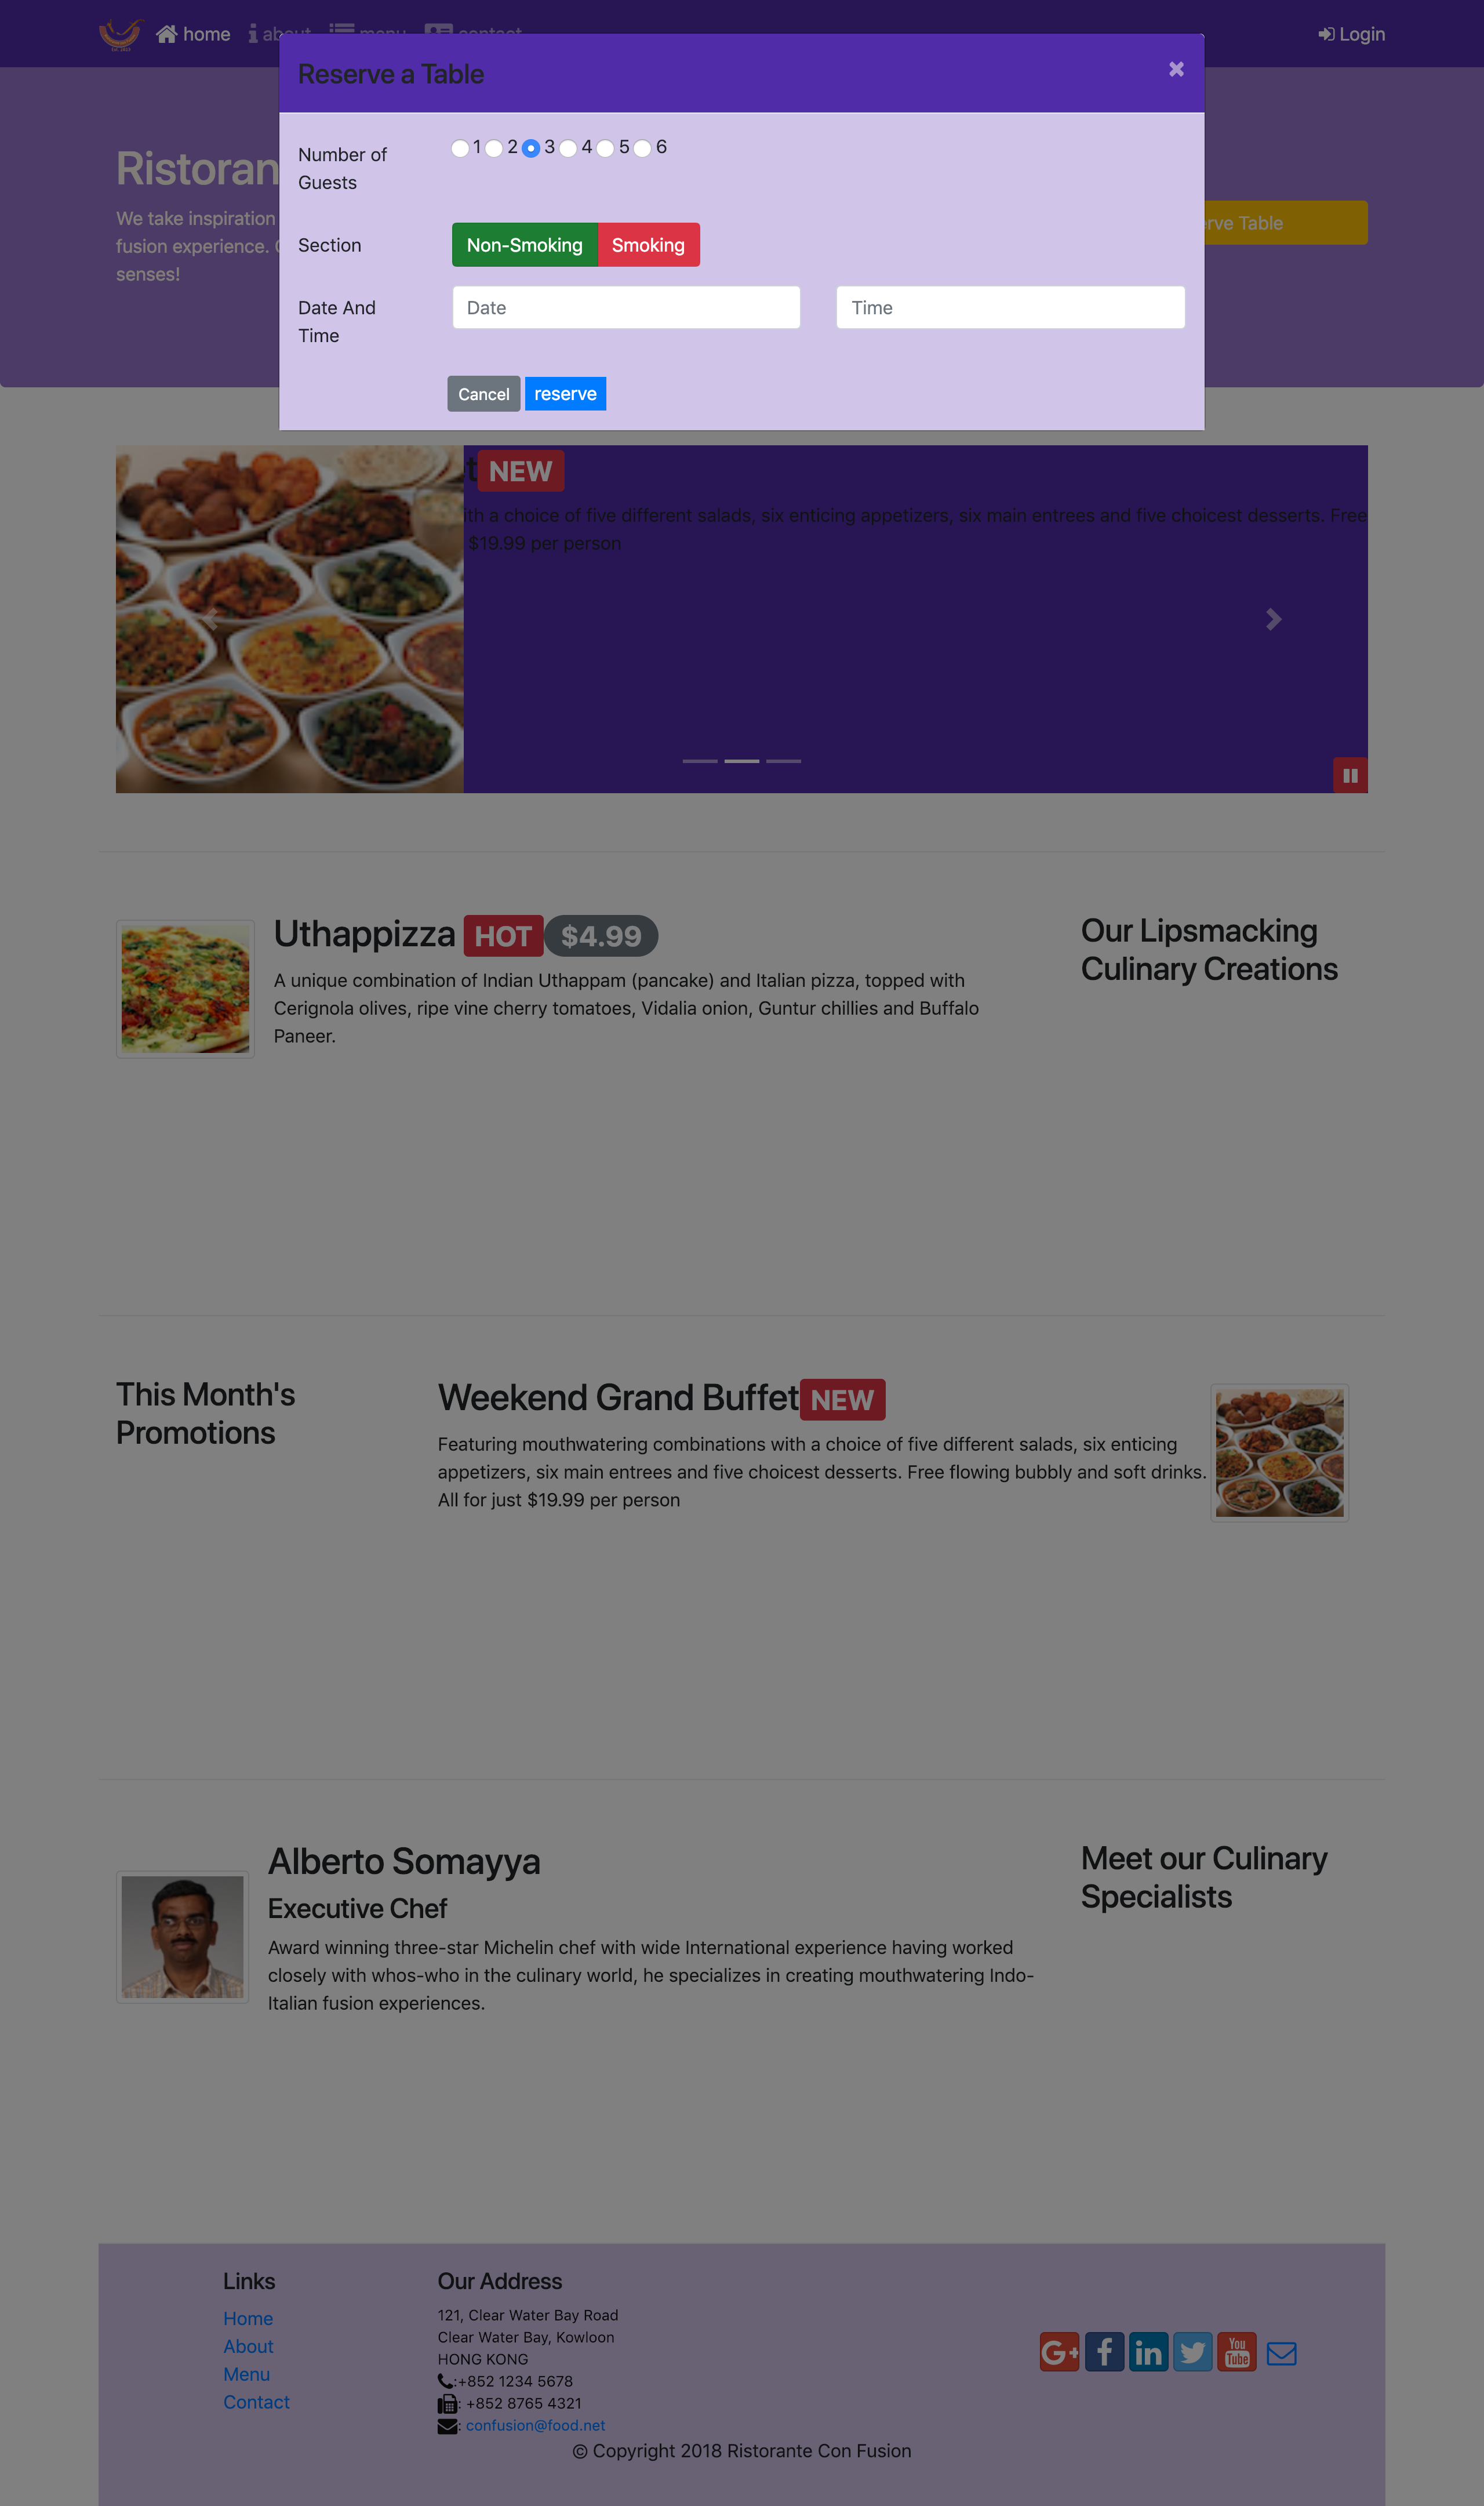 home about menu contact Login
Reserve a Table
×
Number of
Guests
1 2 3 4 5 6
Section
Non-Smoking Smoking
Date And
Time
Date
Time
Cancel reserve
Ristoran
We take inspiration
fusion experience.
senses!
rve Table
t NEW
ith a choice of five different salads, six enticing appetizers, six main entrees and five choicest desserts. Free
$19.99 per person
Uthappizza HOT $4.99
A unique combination of Indian Uthappam (pancake) and Italian pizza, topped with
Cerignola olives, ripe vine cherry tomatoes, Vidalia onion, Guntur chillies and Buffalo
Paneer.
Our Lipsmacking
Culinary Creations
This Month's
Promotions
Weekend Grand Buffet NEW
Featuring mouthwatering combinations with a choice of five different salads, six enticing
appetizers, six main entrees and five choicest desserts. Free flowing bubbly and soft drinks.
All for just $19.99 per person
Alberto Somayya
Executive Chef
Award winning three-star Michelin chef with wide International experience having worked
closely with whos-who in the culinary world, he specializes in creating mouthwatering Indo-
Italian fusion experiences.
Meet our Culinary
Specialists
Links
Home
About
Menu
Contact
Our Address
121, Clear Water Bay Road
Clear Water Bay, Kowloon
HONG KONG
:+852 1234 5678
: +852 8765 4321
: confusion@food.net
G+ f in You Tube
© Copyright 2018 Ristorante Con Fusion